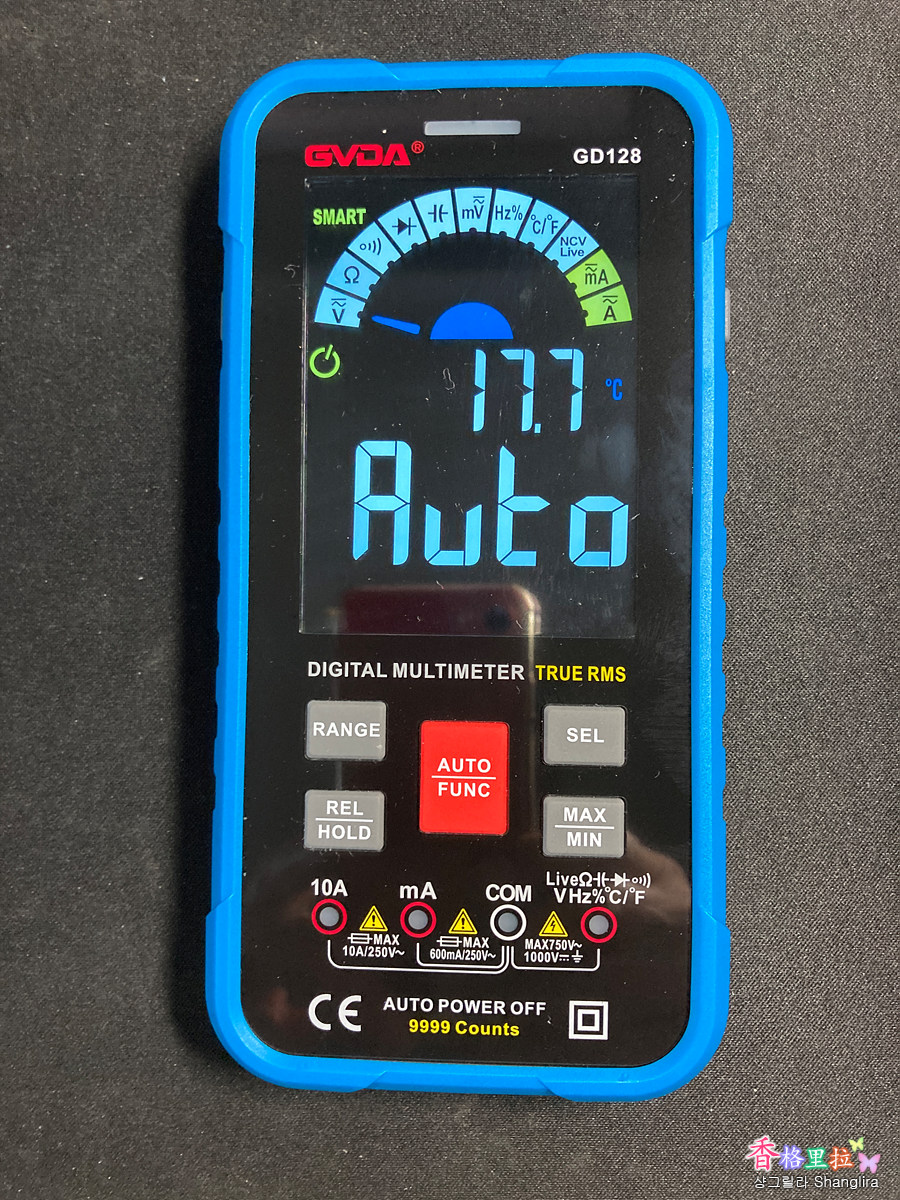 GVDA® GD128
SMART
V Ω mV Hz% °C/°F NCV Live mA A
17.7 °C
Auto
DIGITAL MULTIMETER TRUE RMS
RANGE
AUTO
FUNC
SEL
REL
HOLD
MAX
MIN
10A mA COM LiveΩ
VHz%°C/°F
MAX
10A/250V~
MAX
600mA/250V~
MAX750V~
1000V⎓
CE AUTO POWER OFF
9999 Counts
香格里拉
샹그릴라 Shanglira